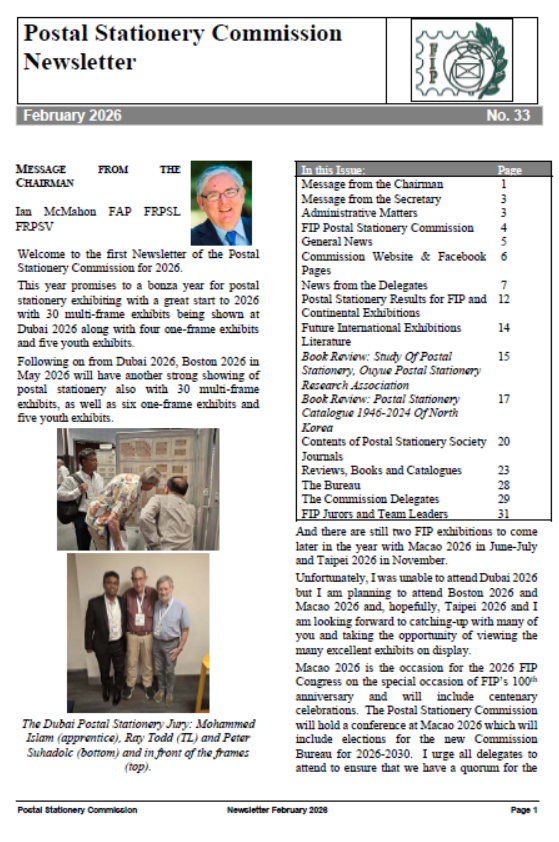 Postal Stationery Commission
Newsletter
FIP
February 2026 No. 33
MESSAGE FROM THE
CHAIRMAN
Ian McMahon FAP FRPSL
FRPSV
Welcome to the first Newsletter of the Postal
Stationery Commission for 2026.
This year promises to a bonza year for postal
stationery exhibiting with a great start to 2026
with 30 multi-frame exhibits being shown at
Dubai 2026 along with four one-frame exhibits
and five youth exhibits.
Following on from Dubai 2026, Boston 2026 in
May 2026 will have another strong showing of
postal stationery also with 30 multi-frame
exhibits, as well as six one-frame exhibits and
five youth exhibits.
The Dubai Postal Stationery Jury: Mohammed
Islam (apprentice), Ray Todd (TL) and Peter
Suhadolc (bottom) and in front of the frames
(top).
In this Issue: Page
Message from the Chairman 1
Message from the Secretary 3
Administrative Matters 3
FIP Postal Stationery Commission 4
General News 5
Commission Website & Facebook 6
Pages
News from the Delegates 7
Postal Stationery Results for FIP and 12
Continental Exhibitions
Future International Exhibitions 14
Literature
Book Review: Study Of Postal 15
Stationery, Ouyue Postal Stationery
Research Association
Book Review: Postal Stationery 17
Catalogue 1946-2024 Of North
Korea
Contents of Postal Stationery Society 20
Journals
Reviews, Books and Catalogues 23
The Bureau 28
The Commission Delegates 29
FIP Jurors and Team Leaders 31
And there are still two FIP exhibitions to come
later in the year with Macao 2026 in June-July
and Taipei 2026 in November.
Unfortunately, I was unable to attend Dubai 2026
but I am planning to attend Boston 2026 and
Macao 2026 and, hopefully, Taipei 2026 and I
am looking forward to catching-up with many of
you and taking the opportunity of viewing the
many excellent exhibits on display.
Macao 2026 is the occasion for the 2026 FIP
Congress on the special occasion of FIP's 100th
anniversary and will include centenary
celebrations. The Postal Stationery Commission
will hold a conference at Macao 2026 which will
include elections for the new Commission
Bureau for 2026-2030. I urge all delegates to
attend to ensure that we have a quorum for the
Postal Stationery Commission Newsletter February 2026 Page 1